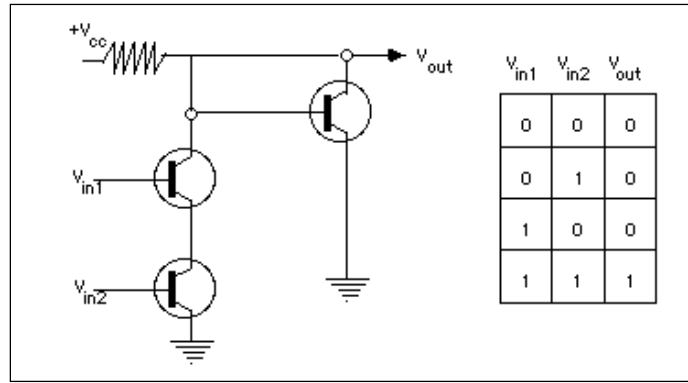 +Vcc
Vout
Vin1
Vin2
Vin1 Vin2 Vout
0 0 0
0 1 0
1 0 0
1 1 1